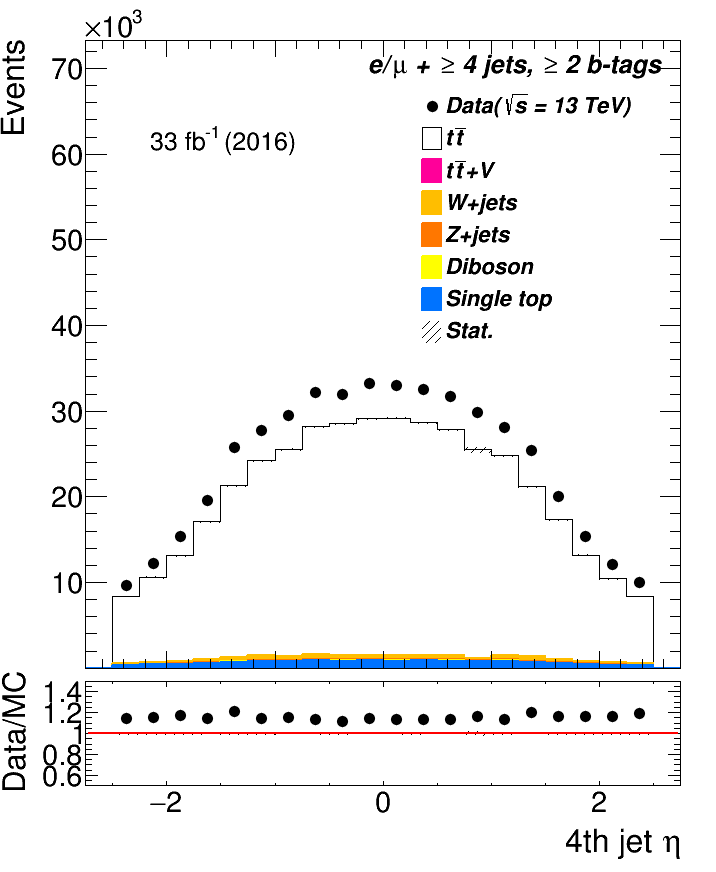 ×10³
Events
e/μ + ≥ 4 jets, ≥ 2 b-tags
Data(√s = 13 TeV)
33 fb⁻¹ (2016)
tt̅
tt̅+V
W+jets
Z+jets
Diboson
Single top
Stat.
70
60
50
40
30
20
10
Data/MC
1.4
1.2
1
0.8
0.6
−2 0 2
4th jet η